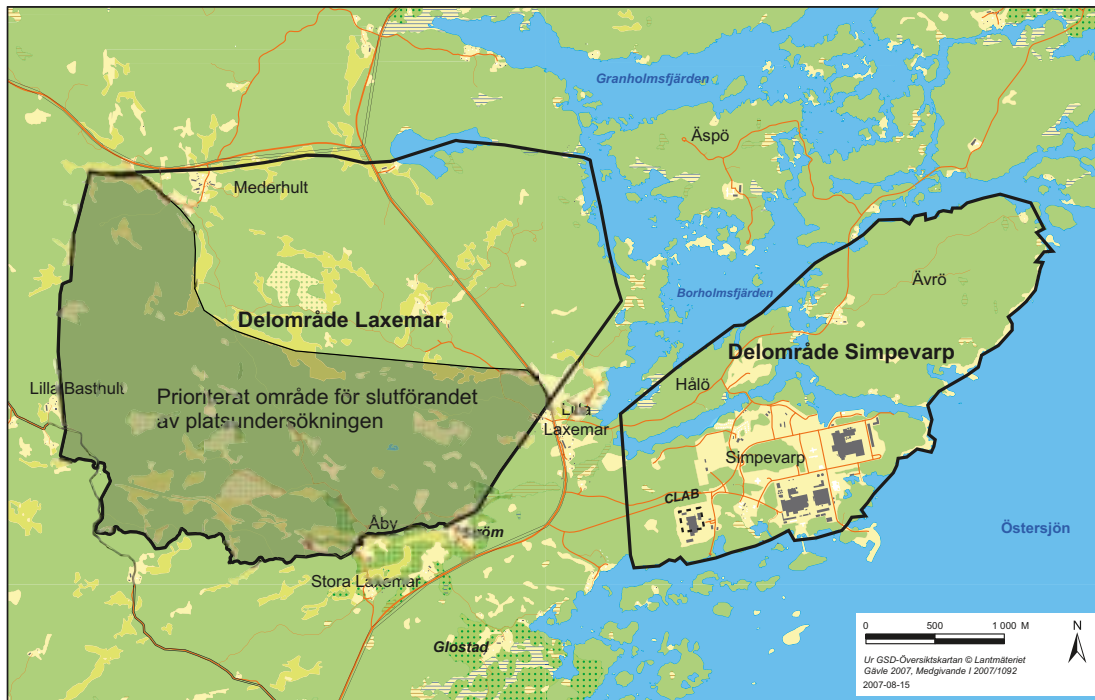 Granholmsfjärden
Äspö
Mederhult
Ävrö
Borholmsfjärden
Delområde Laxemar
Delområde Simpevarp
Hålö
Lilla Basthult
Prioriterat område för slutförandet
av platsundersökningen
Lilla
Laxemar
Simpevarp
CLAB
Åby
Ström
Östersjön
Stora Laxemar
Glostad
0 500 1 000 M
N
Ur GSD-Översiktskartan © Lantmäteriet
Gävle 2007, Medgivande I 2007/1092
2007-08-15